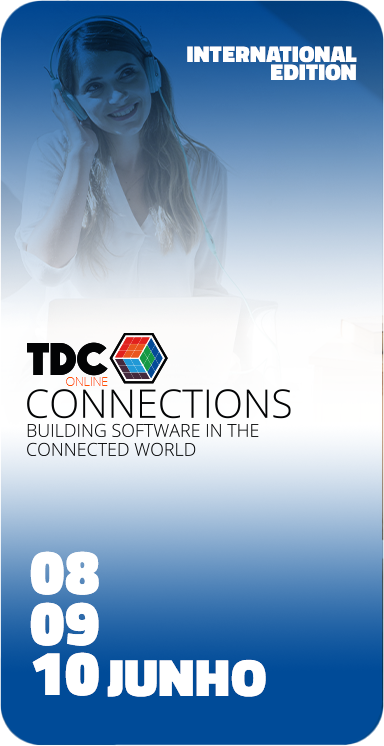 INTERNATIONAL
EDITION
TDC
ONLINE
CONNECTIONS
BUILDING SOFTWARE IN THE
CONNECTED WORLD
08
09
10 JUNHO